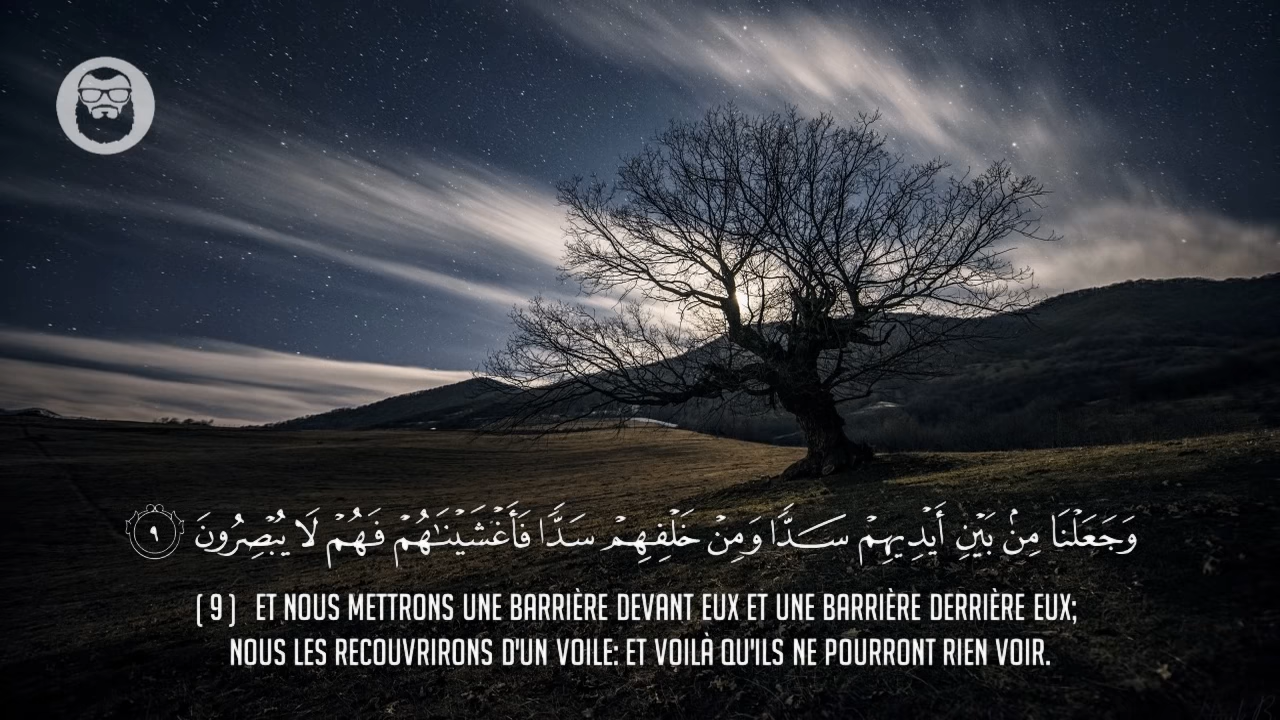 وَجَعَلْنَا مِنْ بَيْنِ أَيْدِيهِمْ سَدًّا وَمِنْ خَلْفِهِمْ سَدًّا فَأَغْشَيْنَـٰهُمْ فَهُمْ لَا يُبْصِرُونَ ٩
(9) ET NOUS METTRONS UNE BARRIÈRE DEVANT EUX ET UNE BARRIÈRE DERRIÈRE EUX;
NOUS LES RECOUVRIRONS D'UN VOILE: ET VOILÀ QU'ILS NE POURRONT RIEN VOIR.